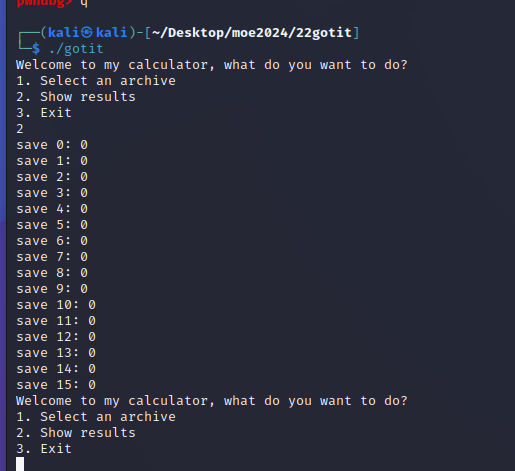 pwndbg> q
┌──(kali㉿kali)-[~/Desktop/moe2024/22gotit]
└─$ ./gotit
Welcome to my calculator, what do you want to do?
1. Select an archive
2. Show results
3. Exit
2
save 0: 0
save 1: 0
save 2: 0
save 3: 0
save 4: 0
save 5: 0
save 6: 0
save 7: 0
save 8: 0
save 9: 0
save 10: 0
save 11: 0
save 12: 0
save 13: 0
save 14: 0
save 15: 0
Welcome to my calculator, what do you want to do?
1. Select an archive
2. Show results
3. Exit